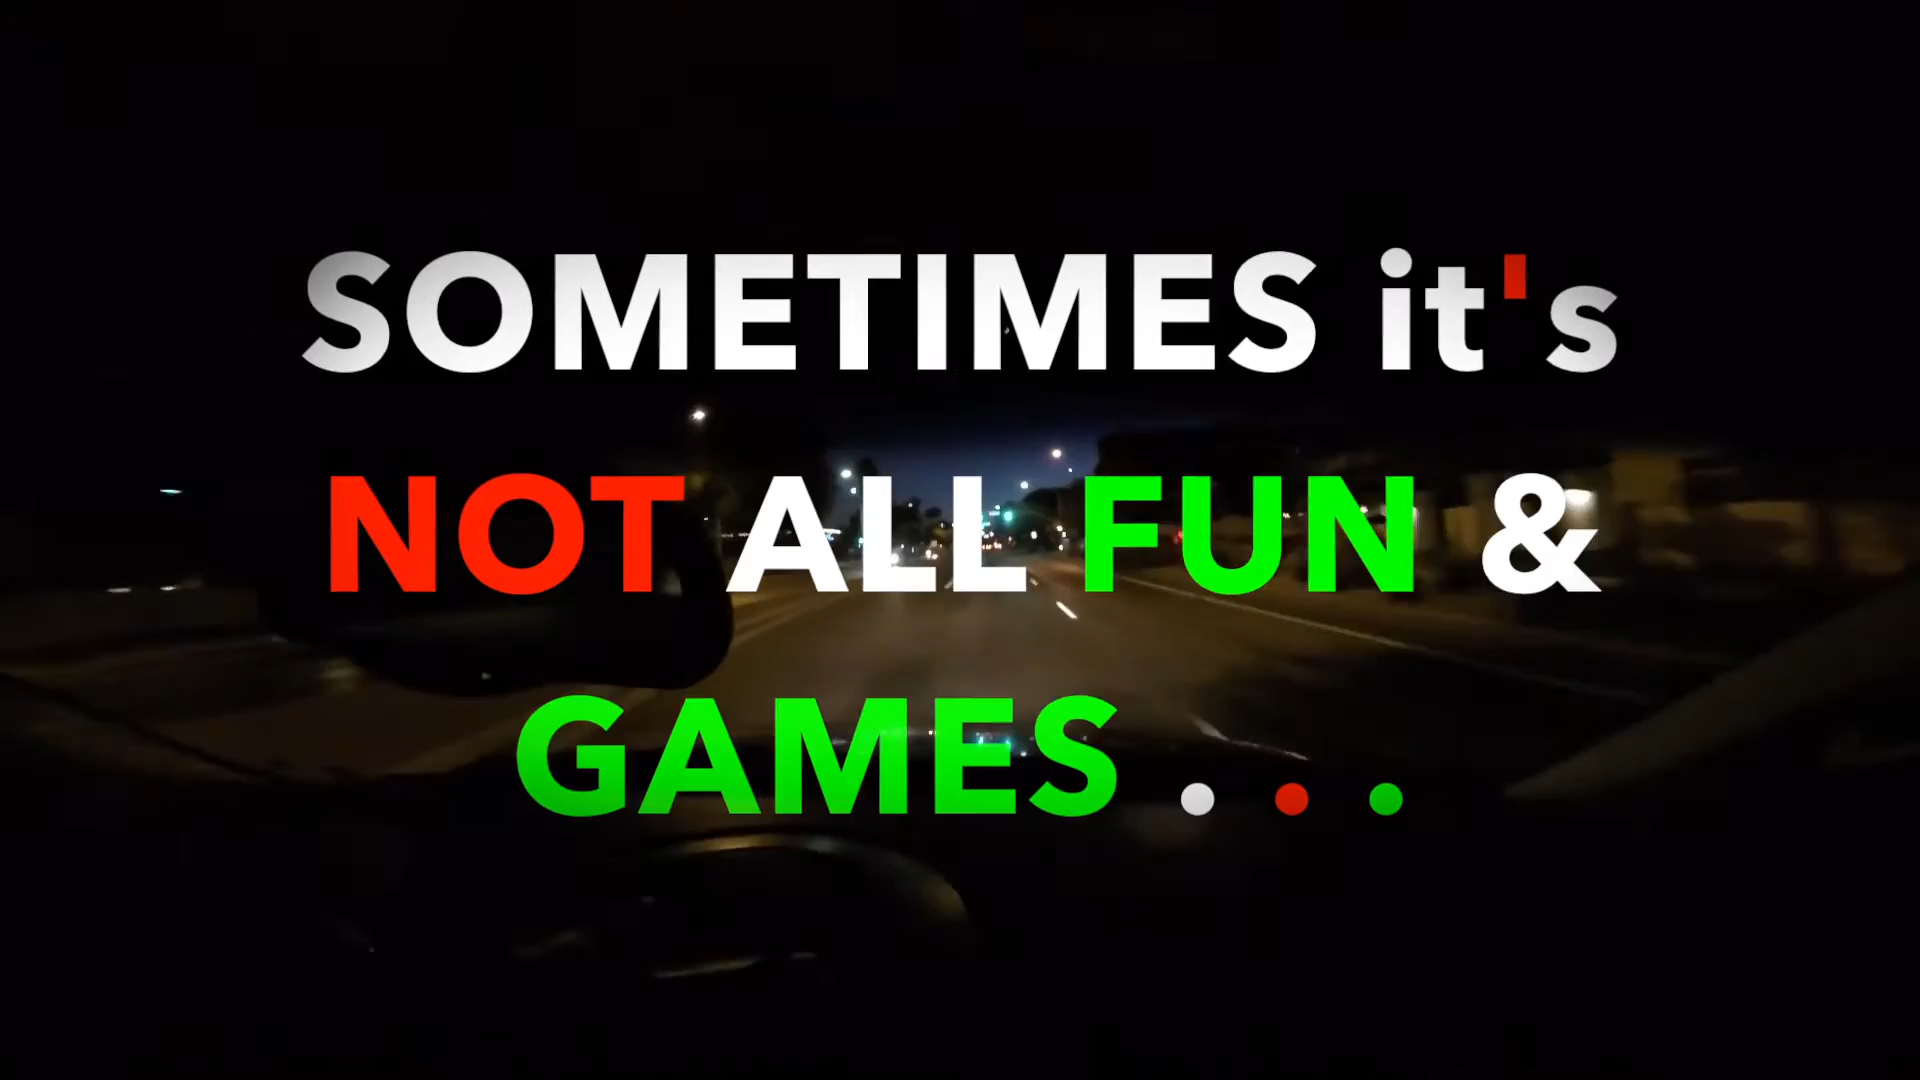 SOMETIMES it's
NOT ALL FUN &
GAMES . . .